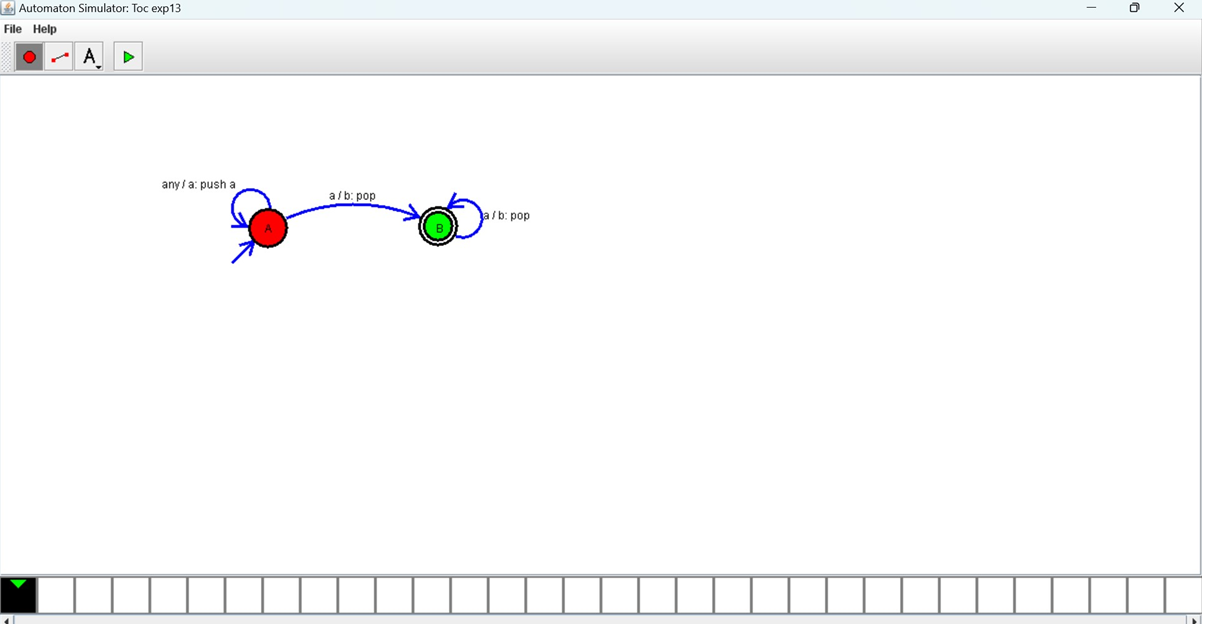 Automaton Simulator: Toc exp13
File Help
A
any / a: push a
a / b: pop
a / b: pop
A
B